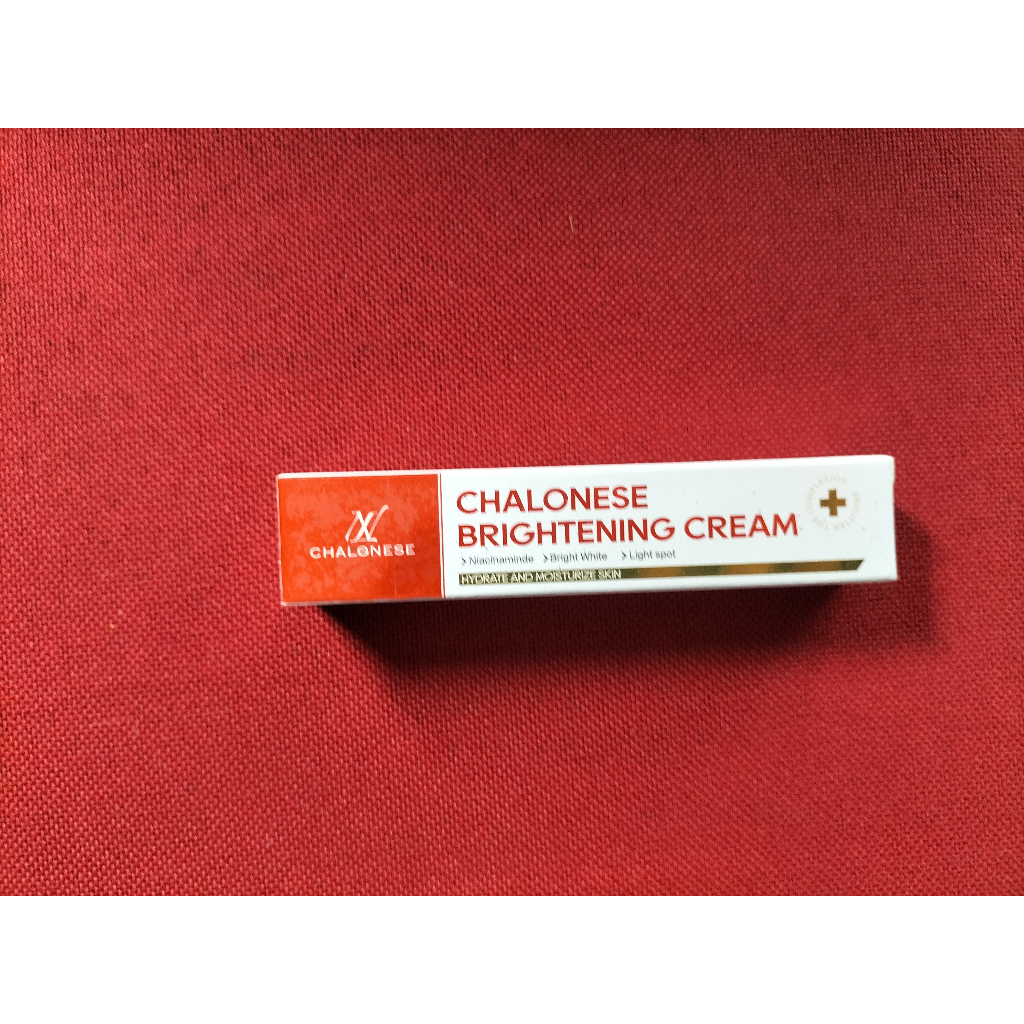 CHALONESE
CHALONESE
BRIGHTENING CREAM
Niacinaminde Bright White Light spot
HYDRATE AND MOISTURIZE SKIN